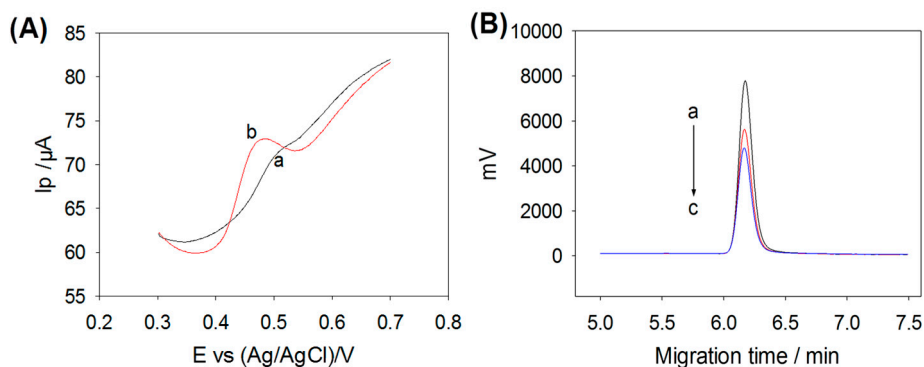 (A)
85
80
75
70
65
60
55
Ip / µA
b
a
0.2 0.3 0.4 0.5 0.6 0.7 0.8
E vs (Ag/AgCl)/V
(B)
10000
8000
6000
4000
2000
0
mV
a
c
5.0 5.5 6.0 6.5 7.0 7.5
Migration time / min